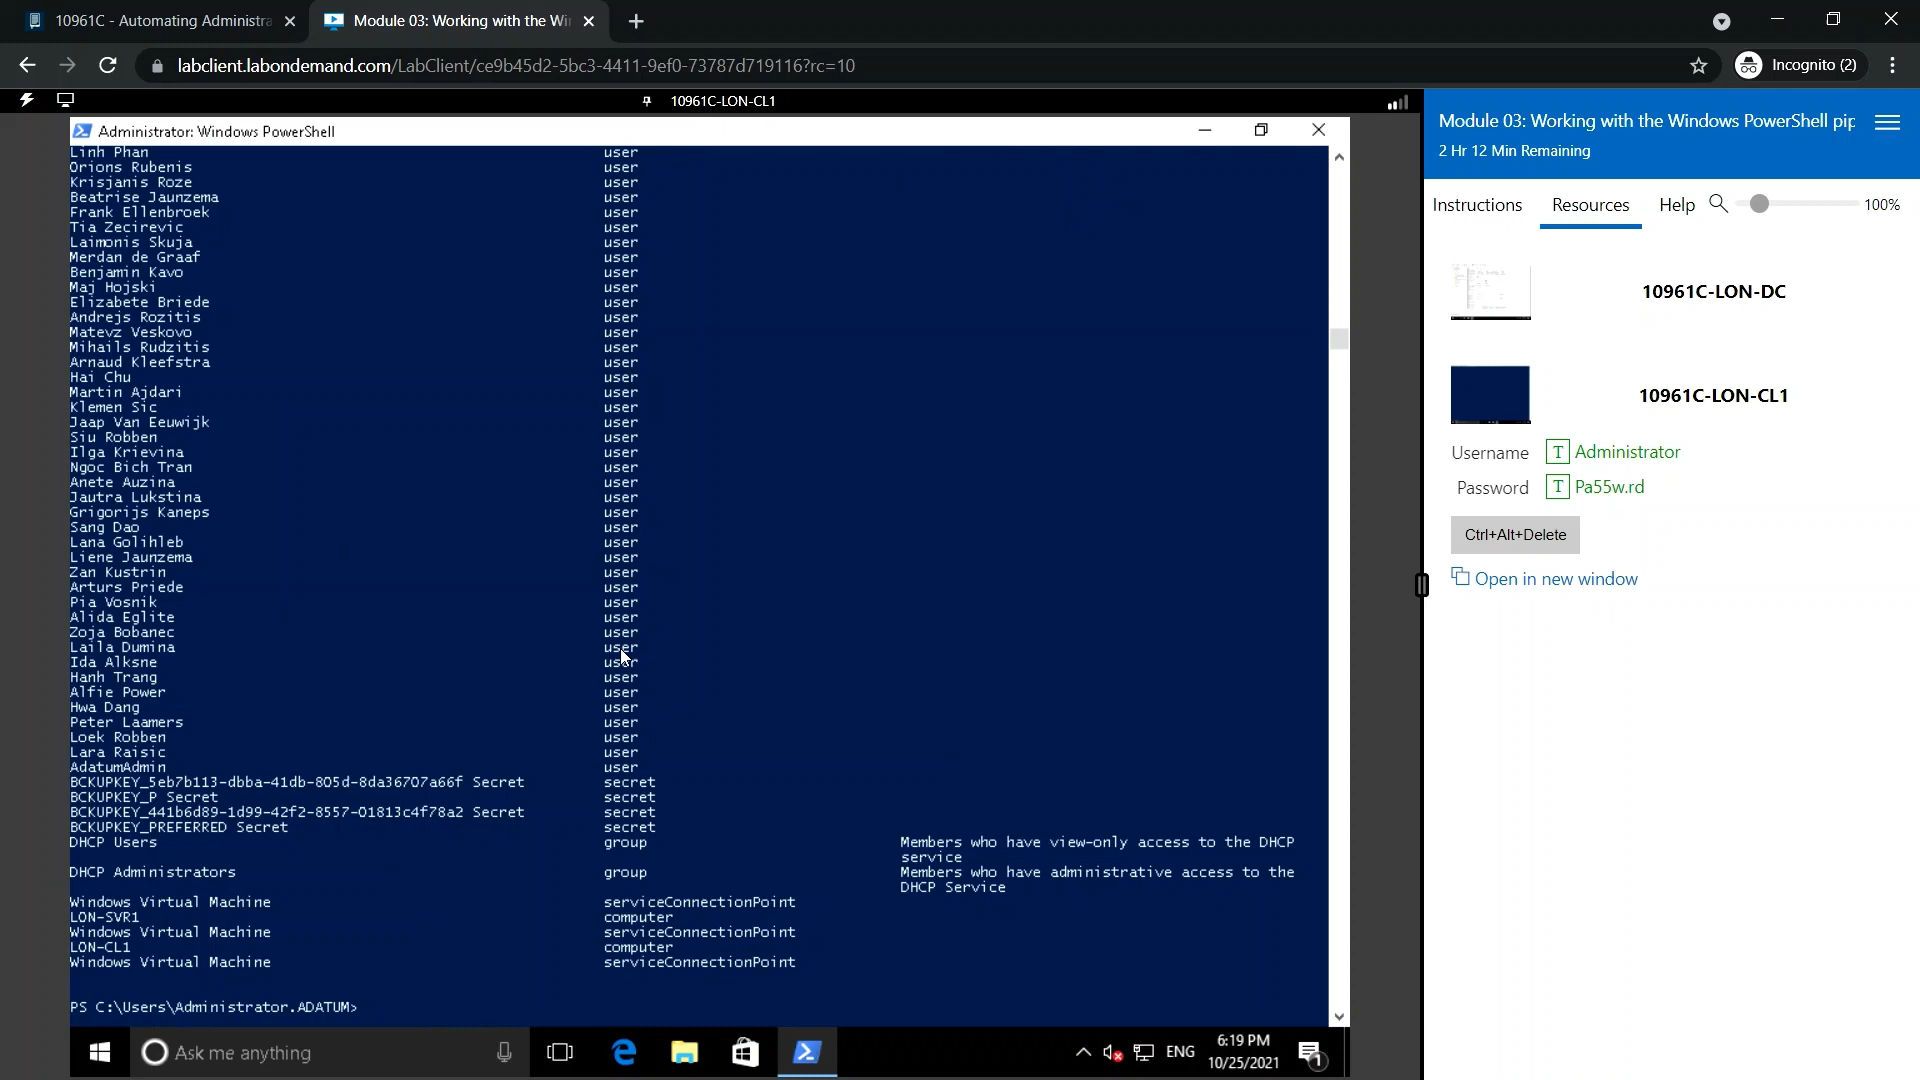 10961C - Automating Administra
Module 03: Working with the Wi
labclient.labondemand.com/LabClient/ce9b45d2-5bc3-4411-9ef0-73787d719116?rc=10
Incognito (2)
10961C-LON-CL1
Administrator: Windows PowerShell
Linh Phan user
Orions Rubenis user
Krisjanis Roze user
Beatrise Jaunzema user
Frank Ellenbroek user
Tia Zecirevic user
Laimonis Skuja user
Merdan de Graaf user
Benjamin Kavo user
Maj Hojski user
Elizabete Briede user
Andrejs Rozitis user
Matevz Veskovo user
Mihails Rudzitis user
Arnaud Kleefstra user
Hai Chu user
Martin Ajdari user
Klemen Sic user
Jaap Van Eeuwijk user
Siu Robben user
Ilga Krievina user
Ngoc Bich Tran user
Anete Auzina user
Jautra Lukstina user
Grigorijs Kaneps user
Sang Dao user
Lana Golihleb user
Liene Jaunzema user
Zan Kustrin user
Arturs Priede user
Pia Vosnik user
Alida Eglite user
Zoja Bobanec user
Laila Dumina user
Ida Alksne user
Hanh Trang user
Alfie Power user
Hwa Dang user
Peter Laamers user
Loek Robben user
Lara Raisic user
AdatumAdmin user
BCKUPKEY_5eb7b113-dbba-41db-805d-8da36707a66f Secret secret
BCKUPKEY_P Secret secret
BCKUPKEY_441b6d89-1d99-42f2-8557-01813c4f78a2 Secret secret
BCKUPKEY_PREFERRED Secret secret
DHCP Users group Members who have view-only access to the DHCP
service
DHCP Administrators group Members who have administrative access to the
DHCP Service
Windows Virtual Machine serviceConnectionPoint
LON-SVR1 computer
Windows Virtual Machine serviceConnectionPoint
LON-CL1 computer
Windows Virtual Machine serviceConnectionPoint
PS C:\Users\Administrator.ADATUM>
Ask me anything
ENG
6:19 PM
10/25/2021
1
Module 03: Working with the Windows PowerShell pip
2 Hr 12 Min Remaining
Instructions Resources Help 100%
10961C-LON-DC
10961C-LON-CL1
Username T Administrator
Password T Pa55w.rd
Ctrl+Alt+Delete
Open in new window